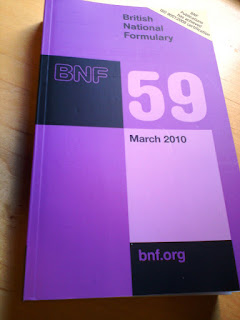 British
National
Formulary
BNF
59
March 2010
bnf.org